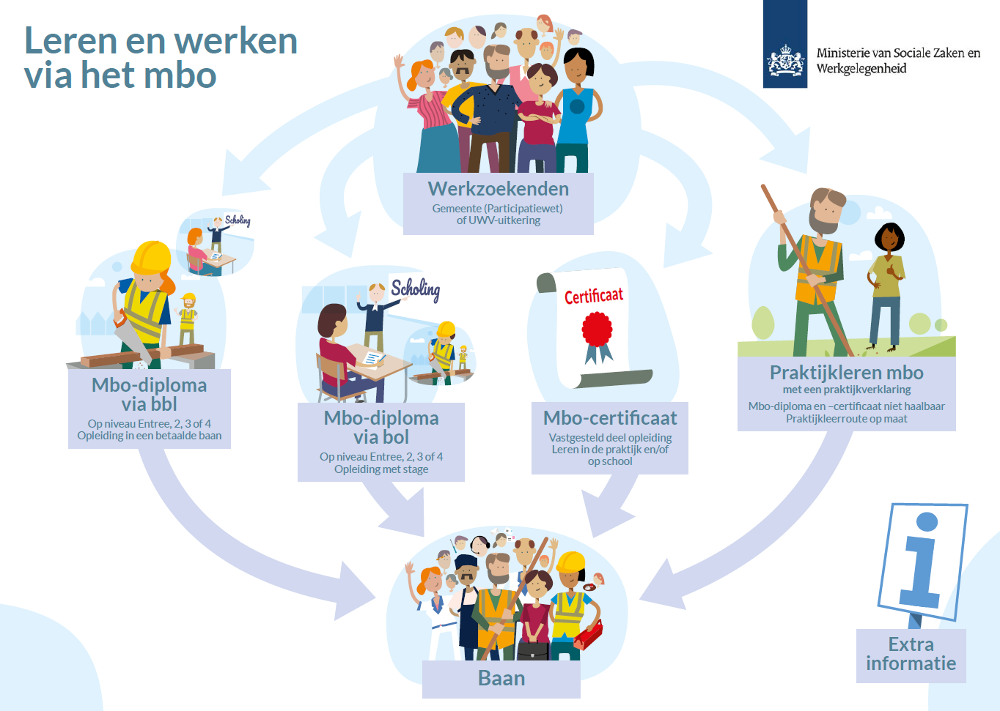 Leren en werken
via het mbo
Ministerie van Sociale Zaken en
Werkgelegenheid
Werkzoekenden
Gemeente (Participatiewet)
of UWV-uitkering
Scholing
Mbo-diploma
via bbl
Op niveau Entree, 2, 3 of 4
Opleiding in een betaalde baan
Scholing
Mbo-diploma
via bol
Op niveau Entree, 2, 3 of 4
Opleiding met stage
Certificaat
Mbo-certificaat
Vastgesteld deel opleiding
Leren in de praktijk en/of
op school
Praktijkleren mbo
met een praktijkverklaring
Mbo-diploma en –certificaat niet haalbaar
Praktijkleerroute op maat
Baan
i
Extra
informatie